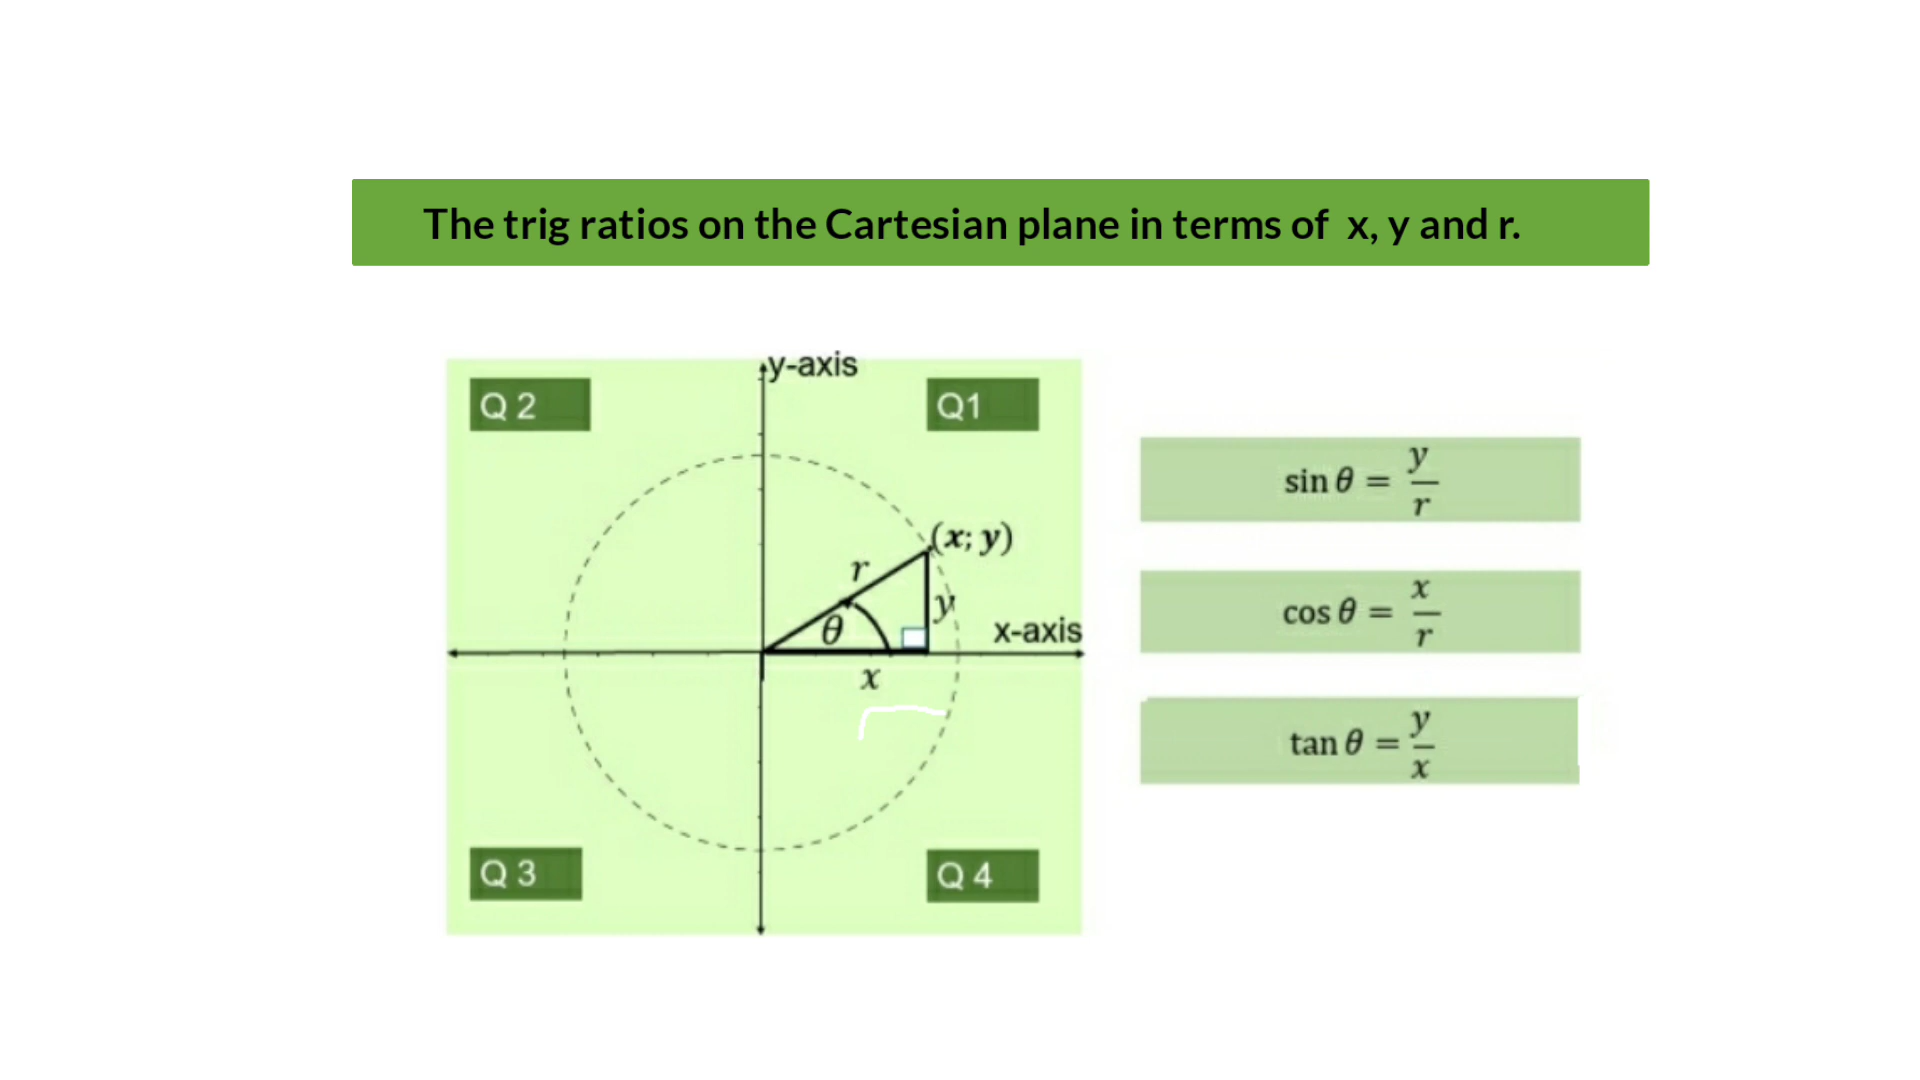 The trig ratios on the Cartesian plane in terms of x, y and r.
y-axis
Q 2
Q1
(x; y)
r
y
θ
x-axis
x
Q 3
Q 4
sin θ = y/r
cos θ = x/r
tan θ = y/x